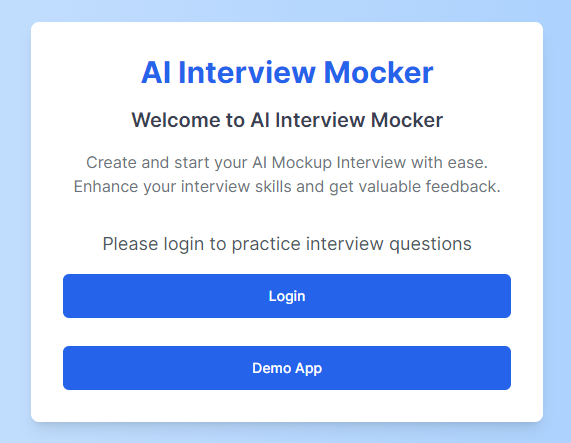 AI Interview Mocker
Welcome to AI Interview Mocker
Create and start your AI Mockup Interview with ease.
Enhance your interview skills and get valuable feedback.
Please login to practice interview questions
Login
Demo App